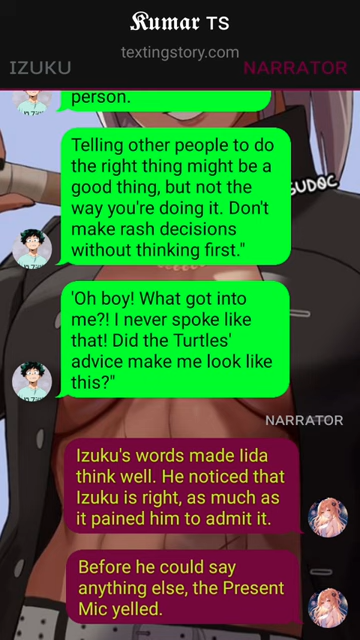 Kumar TS
textingstory.com
IZUKU
NARRATOR
person.
Telling other people to do
the right thing might be a
good thing, but not the
way you're doing it. Don't
make rash decisions
without thinking first."
'Oh boy! What got into
me?! I never spoke like
that! Did the Turtles'
advice make me look like
this?"
NARRATOR
Izuku's words made Iida
think well. He noticed that
Izuku is right, as much as
it pained him to admit it.
Before he could say
anything else, the Present
Mic yelled.